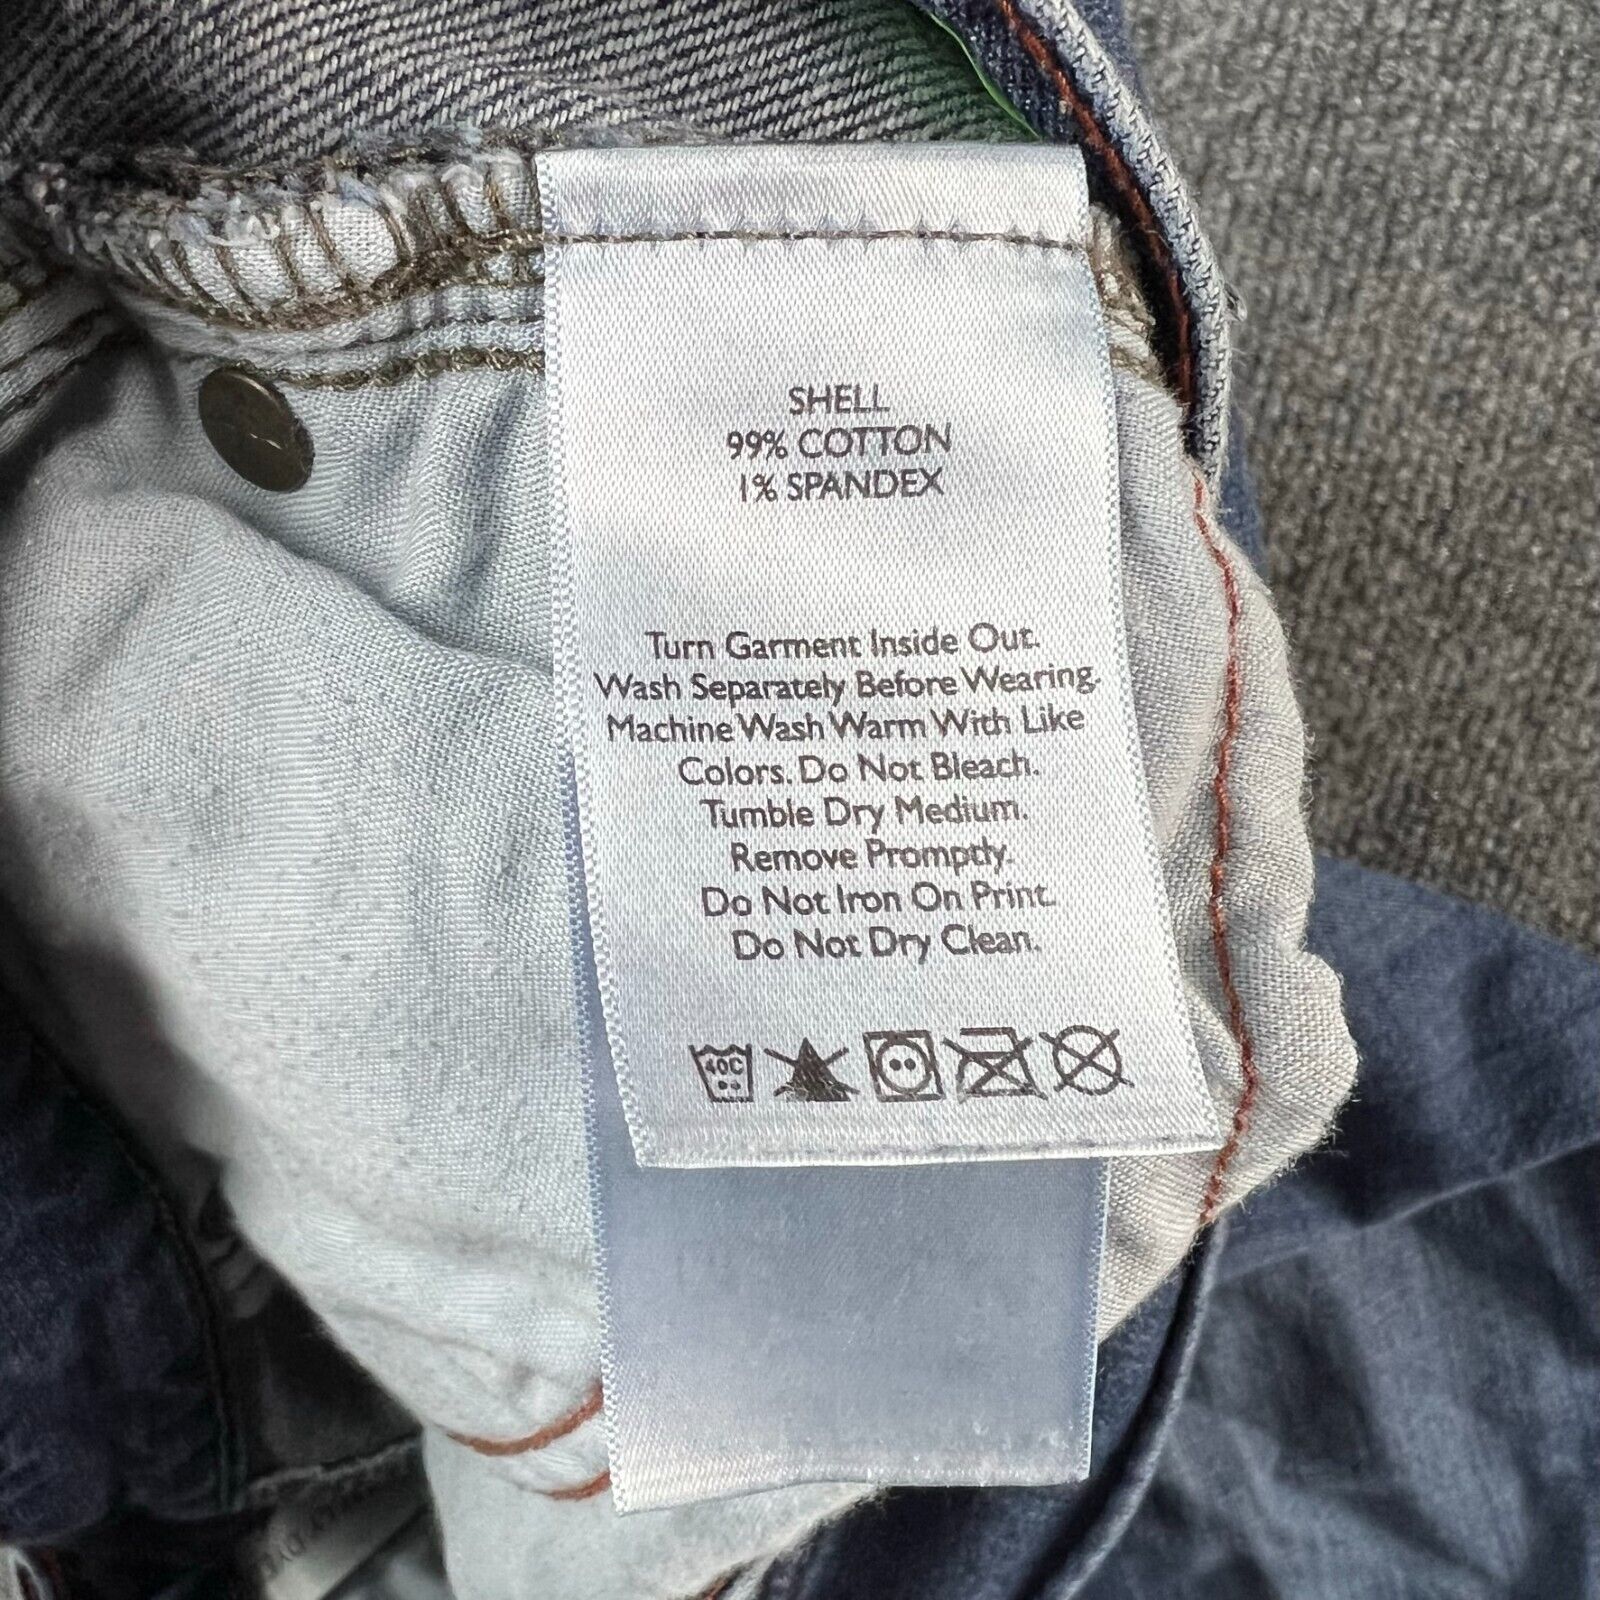 SHELL
99% COTTON
1% SPANDEX
Turn Garment Inside Out.
Wash Separately Before Wearing.
Machine Wash Warm With Like
Colors. Do Not Bleach.
Tumble Dry Medium.
Remove Promptly.
Do Not Iron On Print.
Do Not Dry Clean.
40C